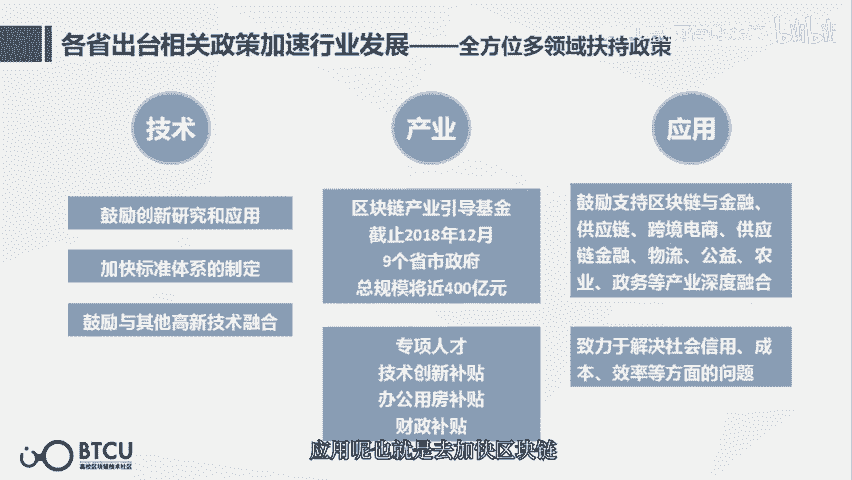 各省出台相关政策加速行业发展——全方位多领域扶持政策
技术
鼓励创新研究和应用
加快标准体系的制定
鼓励与其他高新技术融合
产业
区块链产业引导基金
截止2018年12月
9个省市政府
总规模将近400亿元
专项人才
技术创新补贴
办公用房补贴
财政补贴
应用
鼓励支持区块链与金融、
供应链、跨境电商、供应
链金融、物流、公益、农
业、政务等产业深度融合
致力于解决社会信用、成
本、效率等方面的问题
应用呢也就是去加快区块链
BTCU
高校区块链技术社区